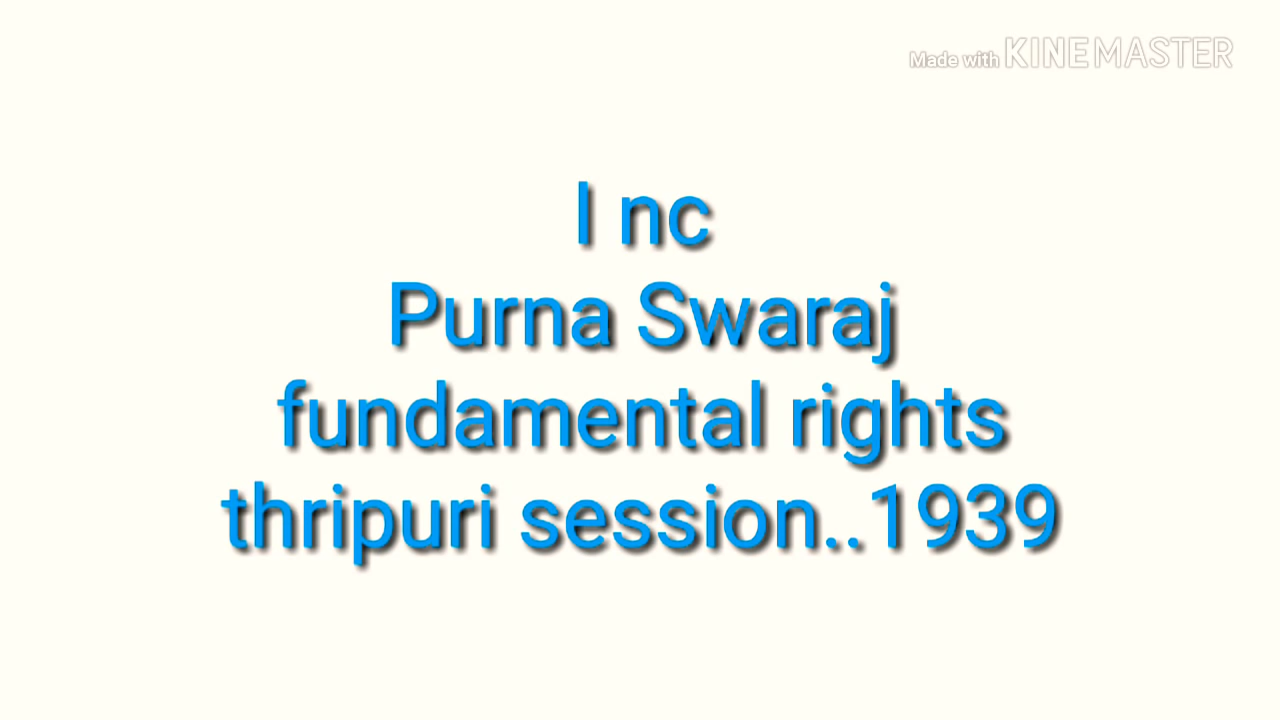 Made with KINEMASTER
I nc
Purna Swaraj
fundamental rights
thripuri session..1939